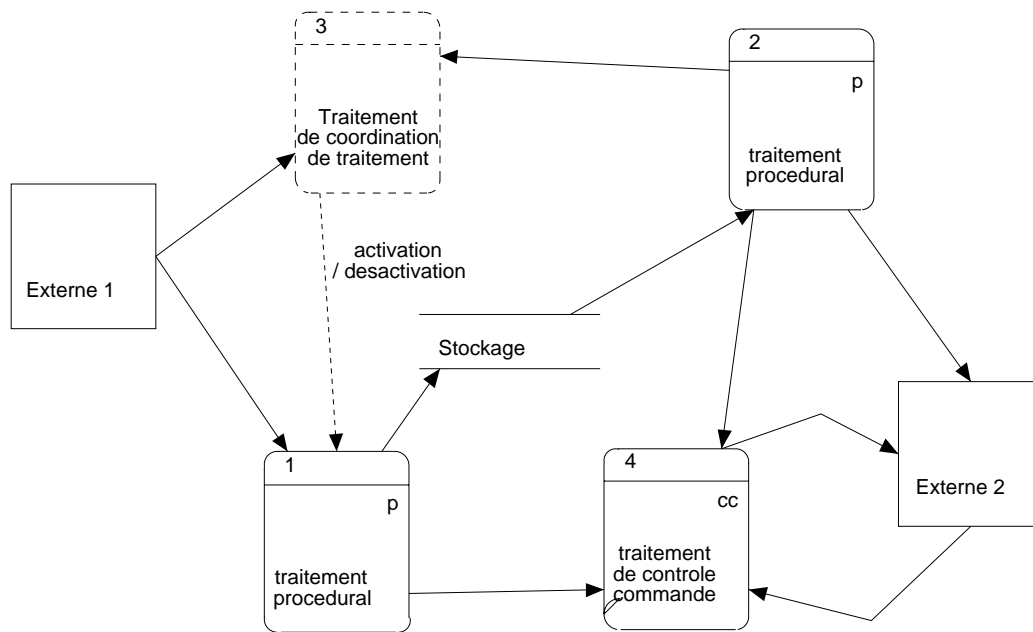 3
Traitement
de coordination
de traitement
2
p
traitement
procedural
Externe 1
activation
/ desactivation
Stockage
1
p
traitement
procedural
4
cc
traitement
de controle
commande
Externe 2